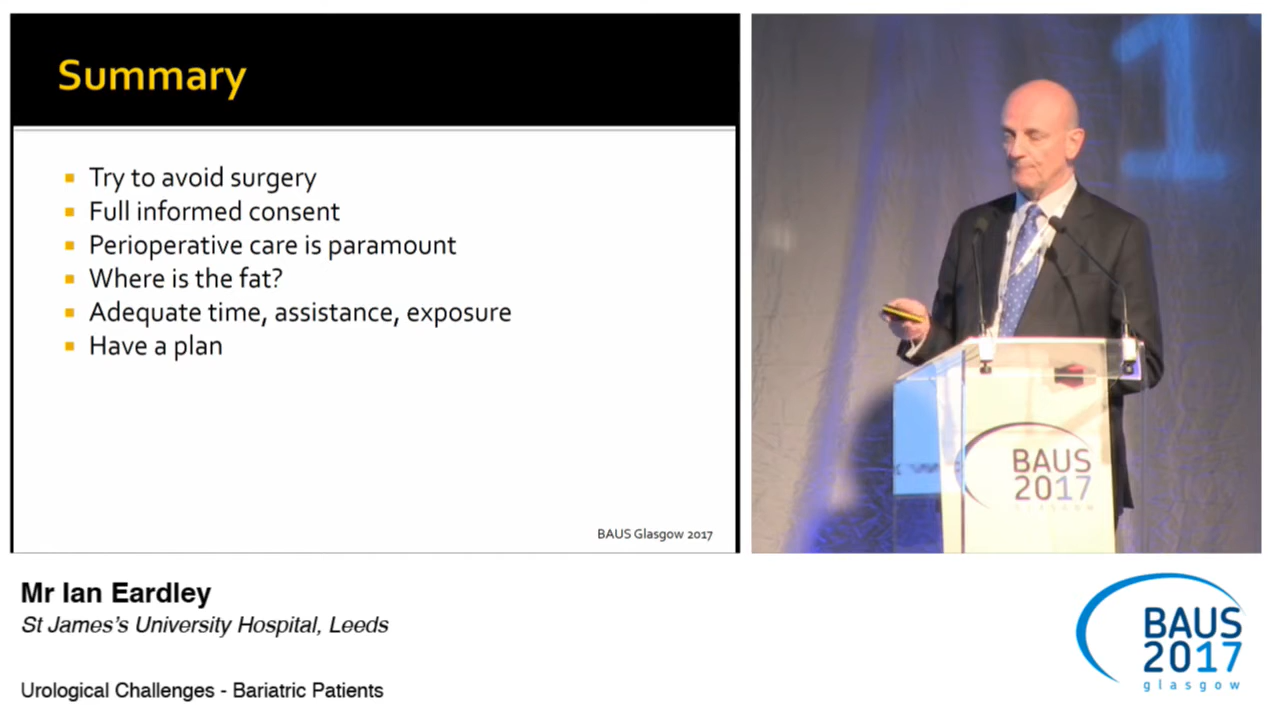 Summary
Try to avoid surgery
Full informed consent
Perioperative care is paramount
Where is the fat?
Adequate time, assistance, exposure
Have a plan
BAUS Glasgow 2017
1
BAUS
2017
Mr Ian Eardley
St James's University Hospital, Leeds
Urological Challenges - Bariatric Patients
BAUS
2017
glasgow